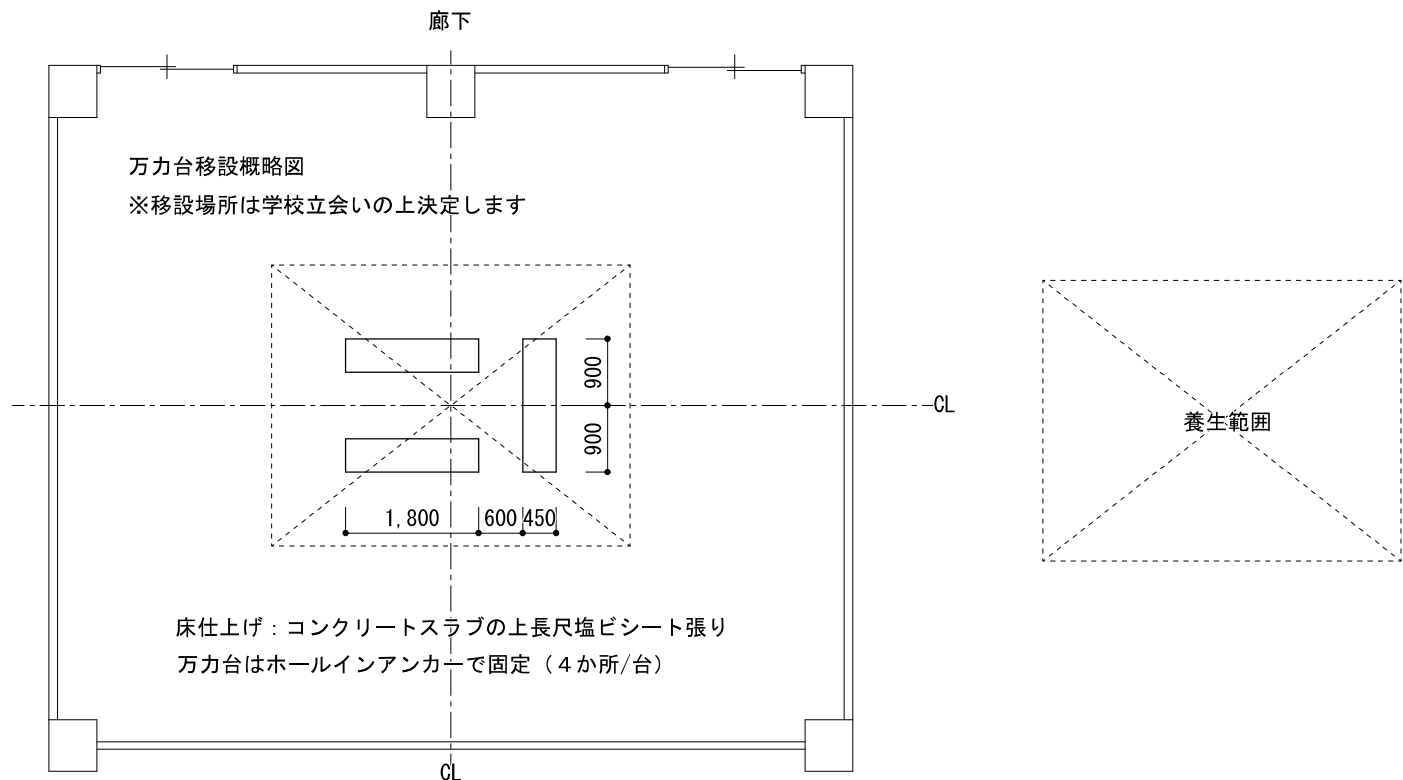 廊下
万力台移設概略図
※移設場所は学校立会いの上決定します
900
900
CL
養生範囲
1,800
600
450
床仕上げ：コンクリートスラブの上長尺塩ビシート張り
万力台はホールインアンカーで固定（４か所/台）
CL